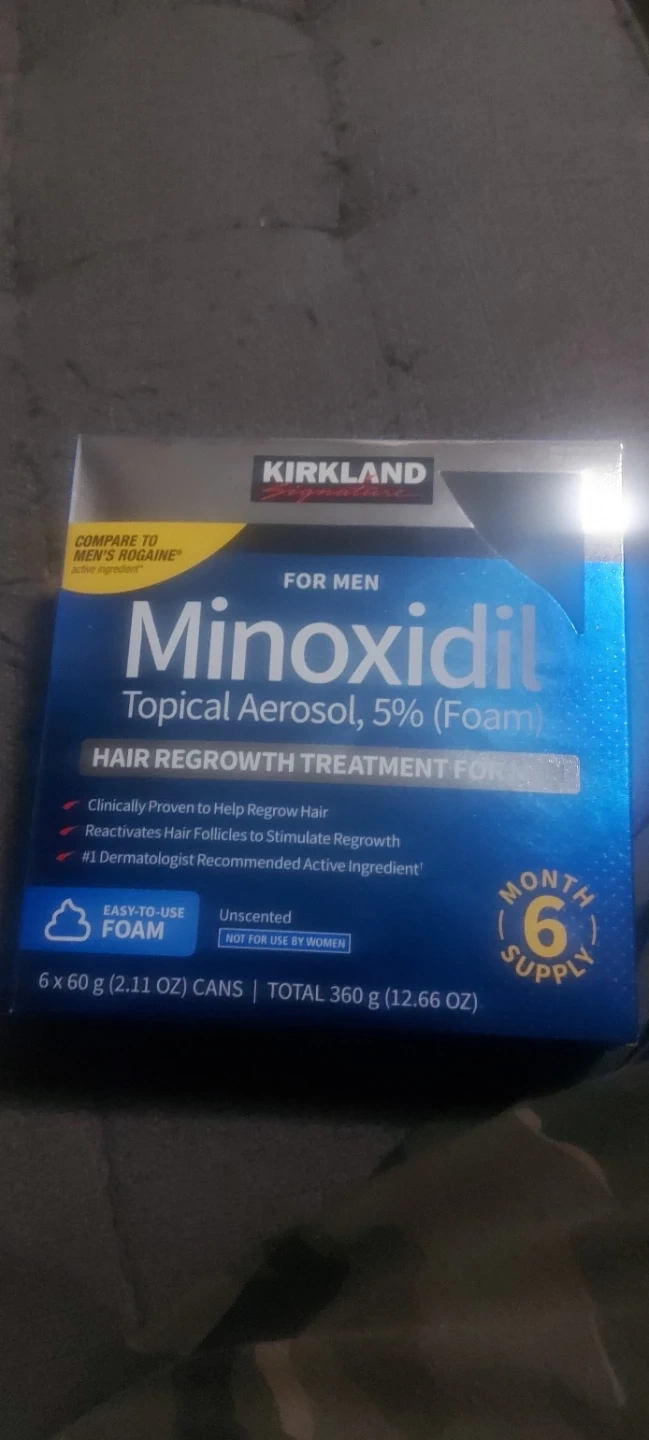 KIRKLAND
Signature
COMPARE TO
MEN'S ROGAINE®
active ingredient*
FOR MEN
Minoxidil
Topical Aerosol, 5% (Foam)
HAIR REGROWTH TREATMENT FOR
Clinically Proven to Help Regrow Hair
Reactivates Hair Follicles to Stimulate Regrowth
#1 Dermatologist Recommended Active Ingredient†
EASY-TO-USE
FOAM
Unscented
NOT FOR USE BY WOMEN
MONTH
6
SUPPLY
6 x 60 g (2.11 OZ) CANS | TOTAL 360 g (12.66 OZ)